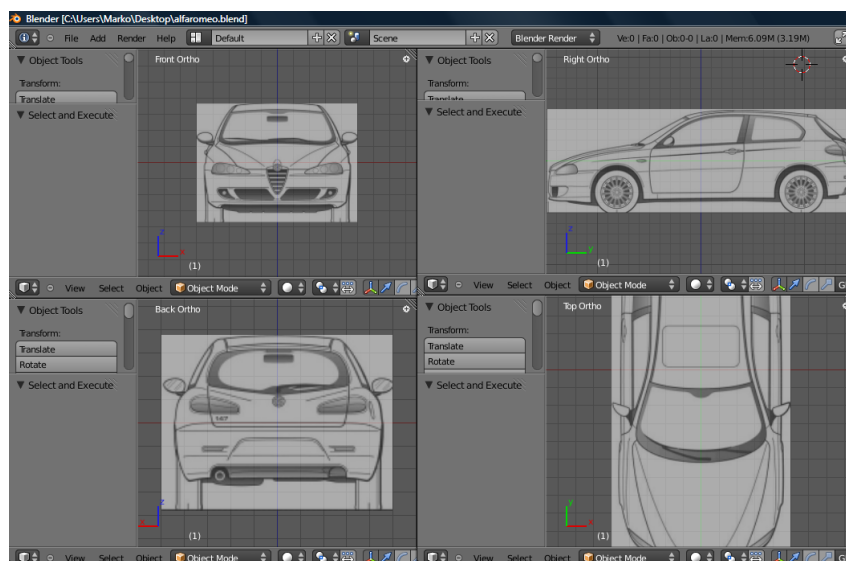 Blender [C:\Users\Marko\Desktop\alfaromeo.blend]
File Add Render Help Default Scene Blender Render Ve:0 | Fa:0 | Ob:0-0 | La:0 | Mem:6.09M (3.19M)
Object Tools
Transform:
Translate
Select and Execute
Front Ortho
z
x
(1)
View Select Object Object Mode
Object Tools
Transform:
Translate
Select and Execute
Right Ortho
z
y
(1)
View Select Object Object Mode G
Object Tools
Transform:
Translate
Rotate
Select and Execute
Back Ortho
147
z
x
(1)
View Select Object Object Mode
Object Tools
Transform:
Translate
Rotate
Select and Execute
Top Ortho
y
x
(1)
View Select Object Object Mode G